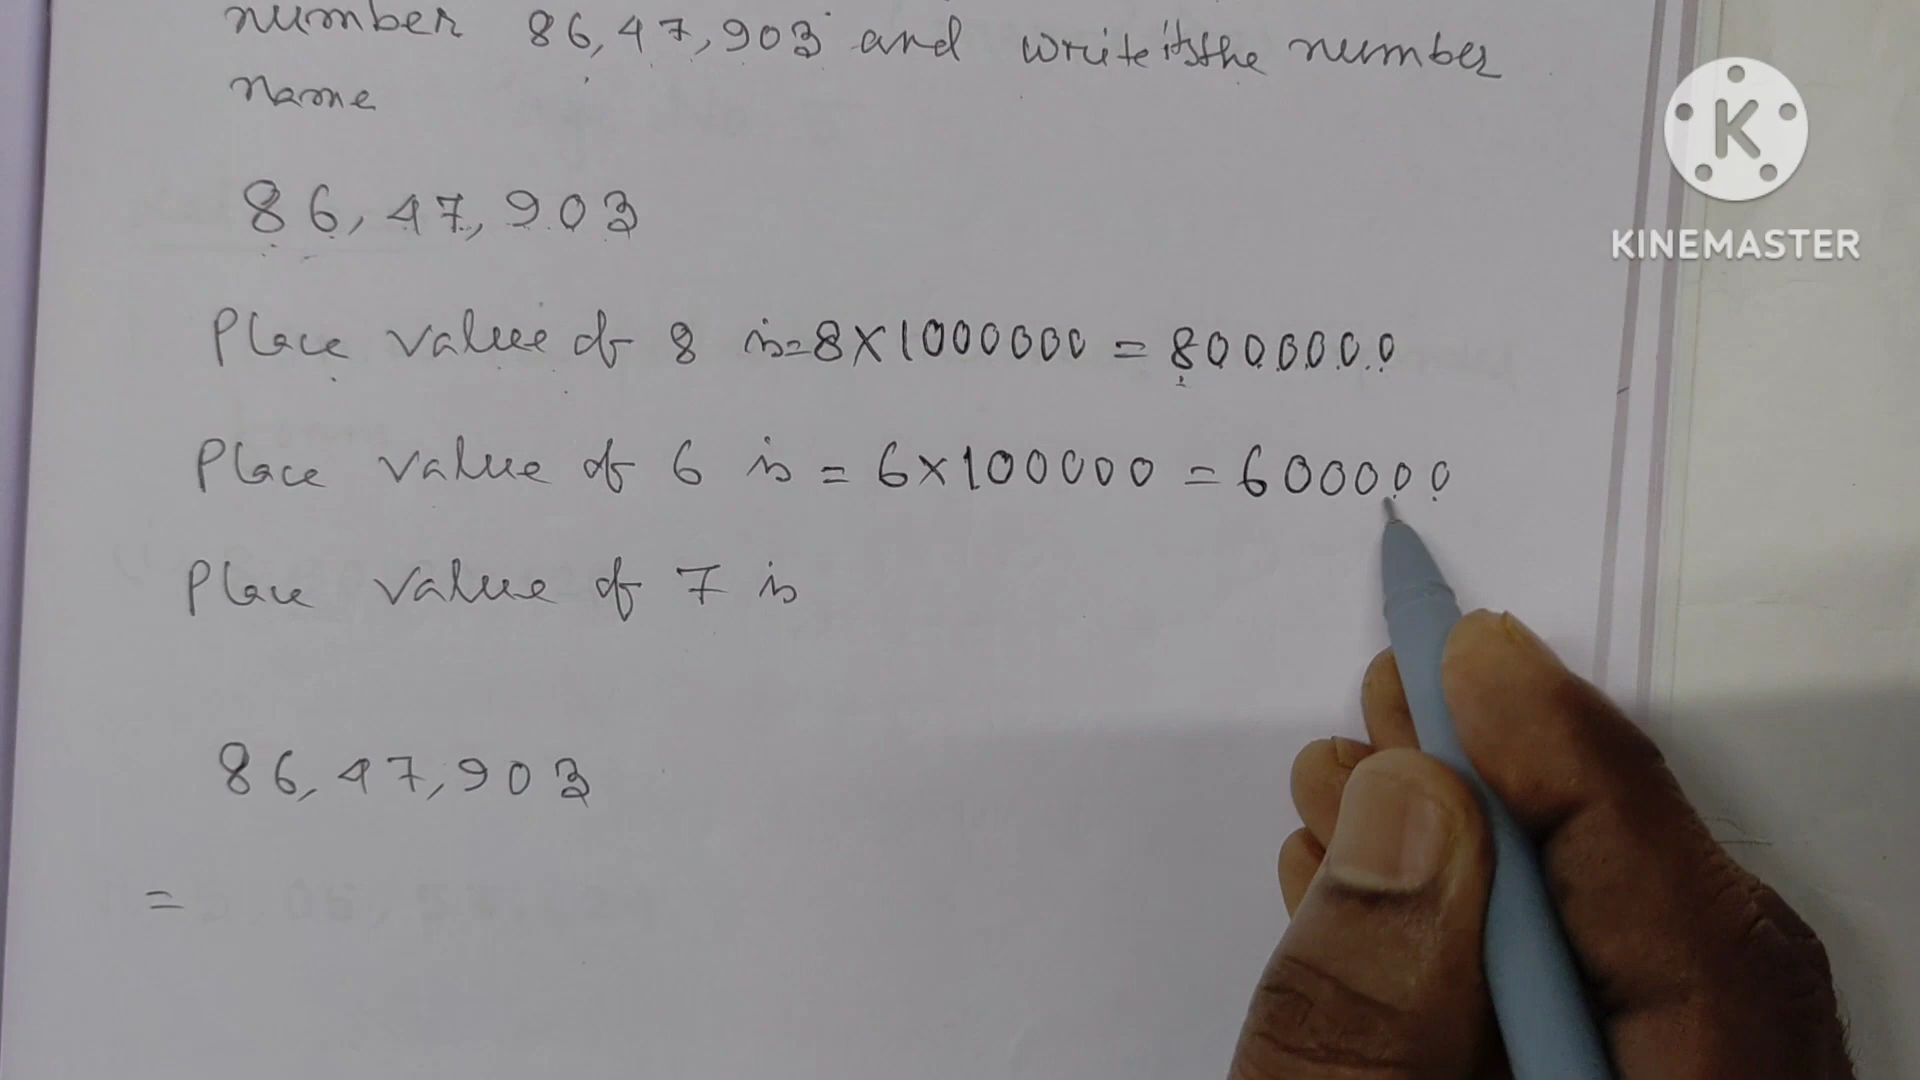 number 86,47,903 and write its the number
name
86,47,903
Place value of 8 is = 8×1000000 = 8000000
Place value of 6 is = 6×100000 = 600000
Place value of 7 is
86,47,903
=
K
KINEMASTER